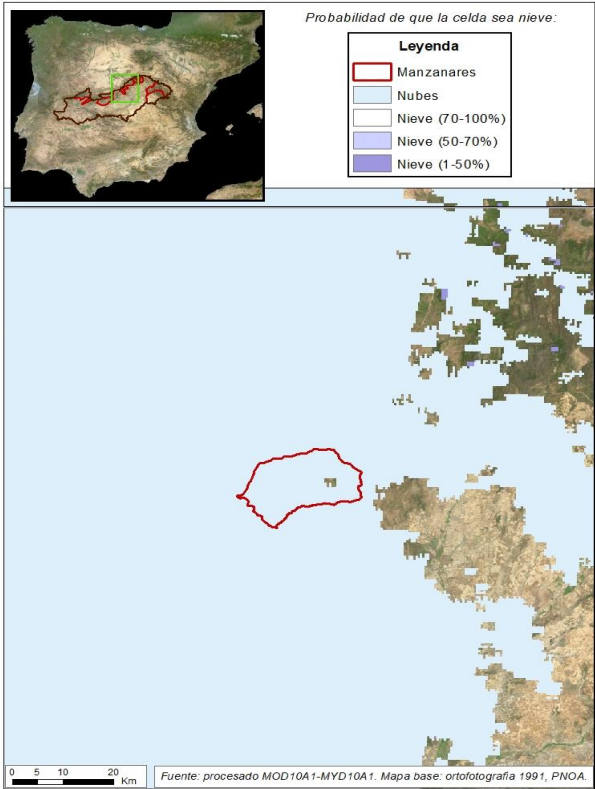 Probabilidad de que la celda sea nieve:
Leyenda
Manzanares
Nubes
Nieve (70-100%)
Nieve (50-70%)
Nieve (1-50%)
0 5 10 20
Km
Fuente: procesado MOD10A1-MYD10A1. Mapa base: ortofotografía 1991, PNOA.